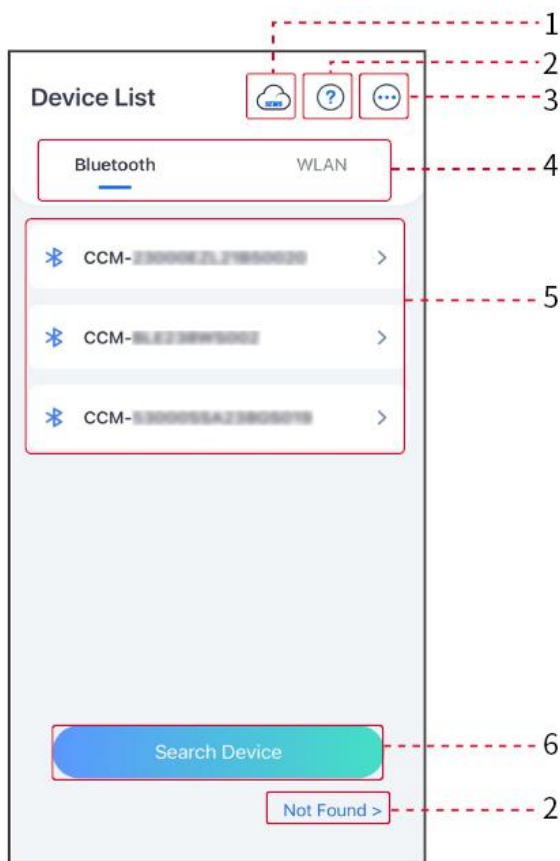 1
2
Device List
3
Bluetooth WLAN
4
CCM-
5
CCM-
CCM-
Search Device
6
Not Found >
2